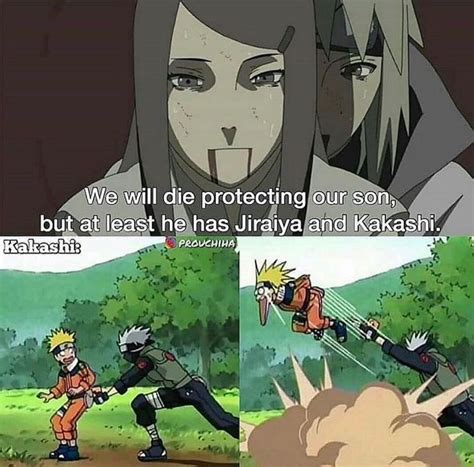 We will die protecting our son,
but at least he has Jiraiya and Kakashi.
Kakashi:
PROUCHIHA